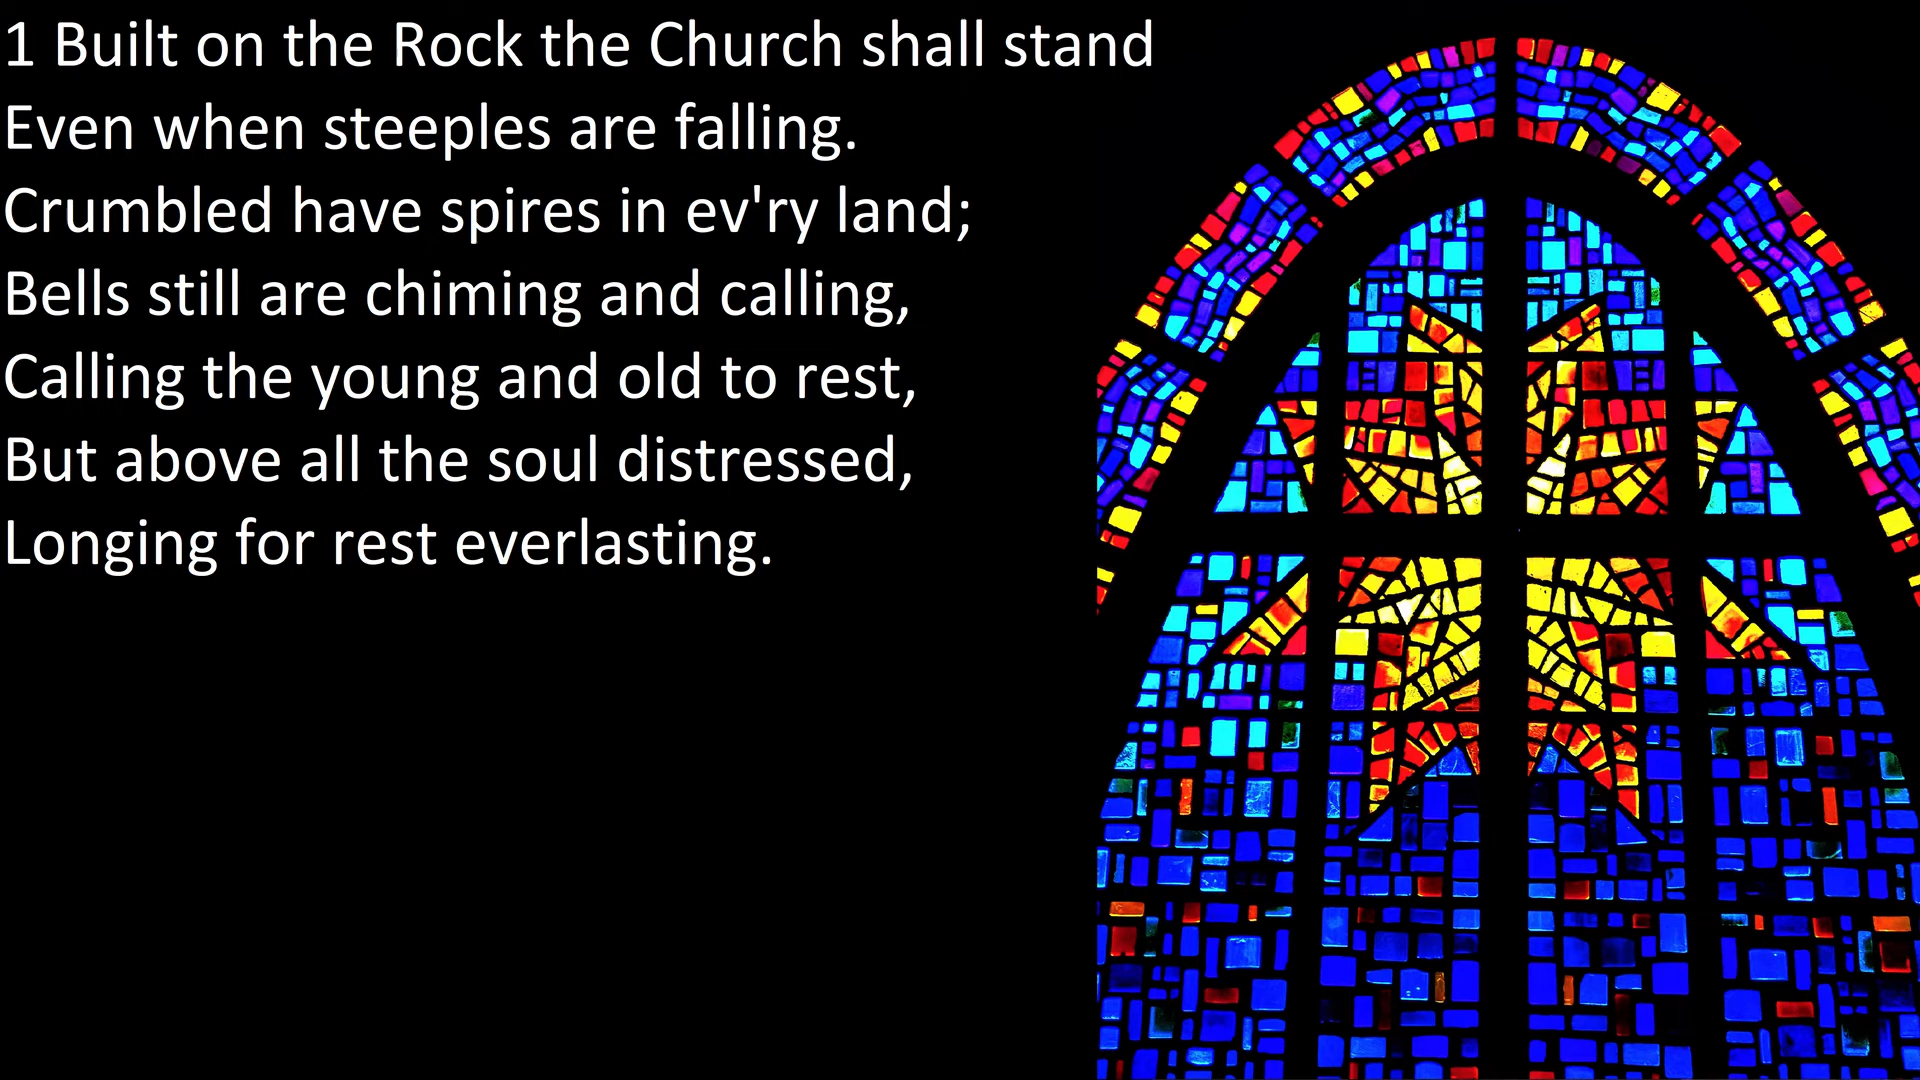 1 Built on the Rock the Church shall stand
Even when steeples are falling.
Crumbled have spires in ev'ry land;
Bells still are chiming and calling,
Calling the young and old to rest,
But above all the soul distressed,
Longing for rest everlasting.